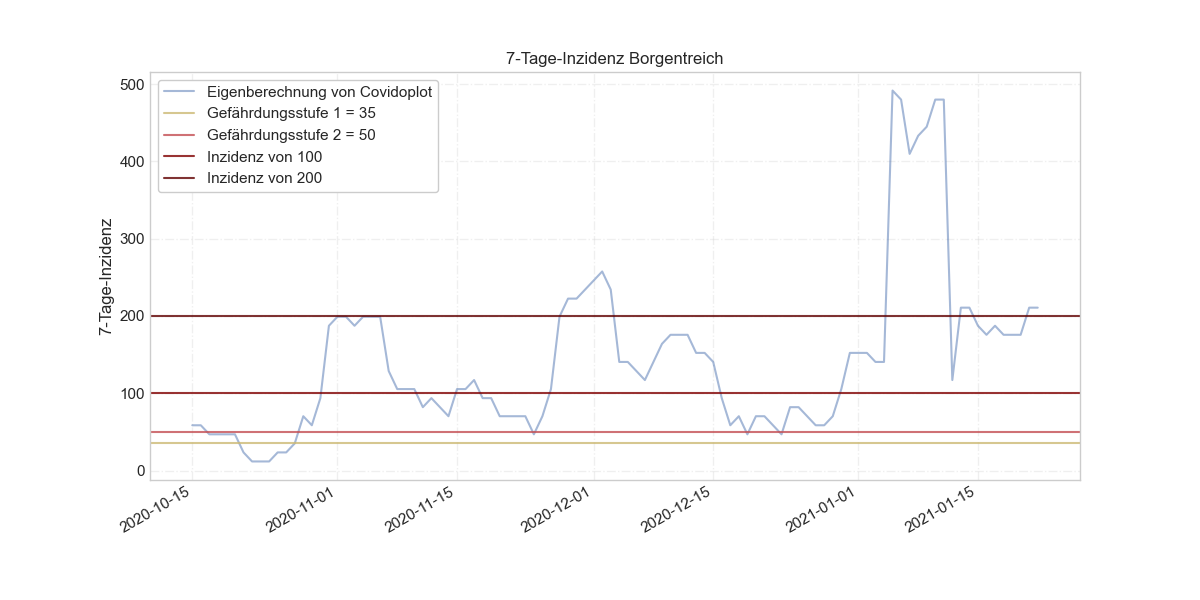 7-Tage-Inzidenz Borgentreich
Eigenberechnung von Covidoplot
Gefährdungsstufe 1 = 35
Gefährdungsstufe 2 = 50
Inzidenz von 100
Inzidenz von 200
7-Tage-Inzidenz
500
400
300
200
100
0
2020-10-15
2020-11-01
2020-11-15
2020-12-01
2020-12-15
2021-01-01
2021-01-15